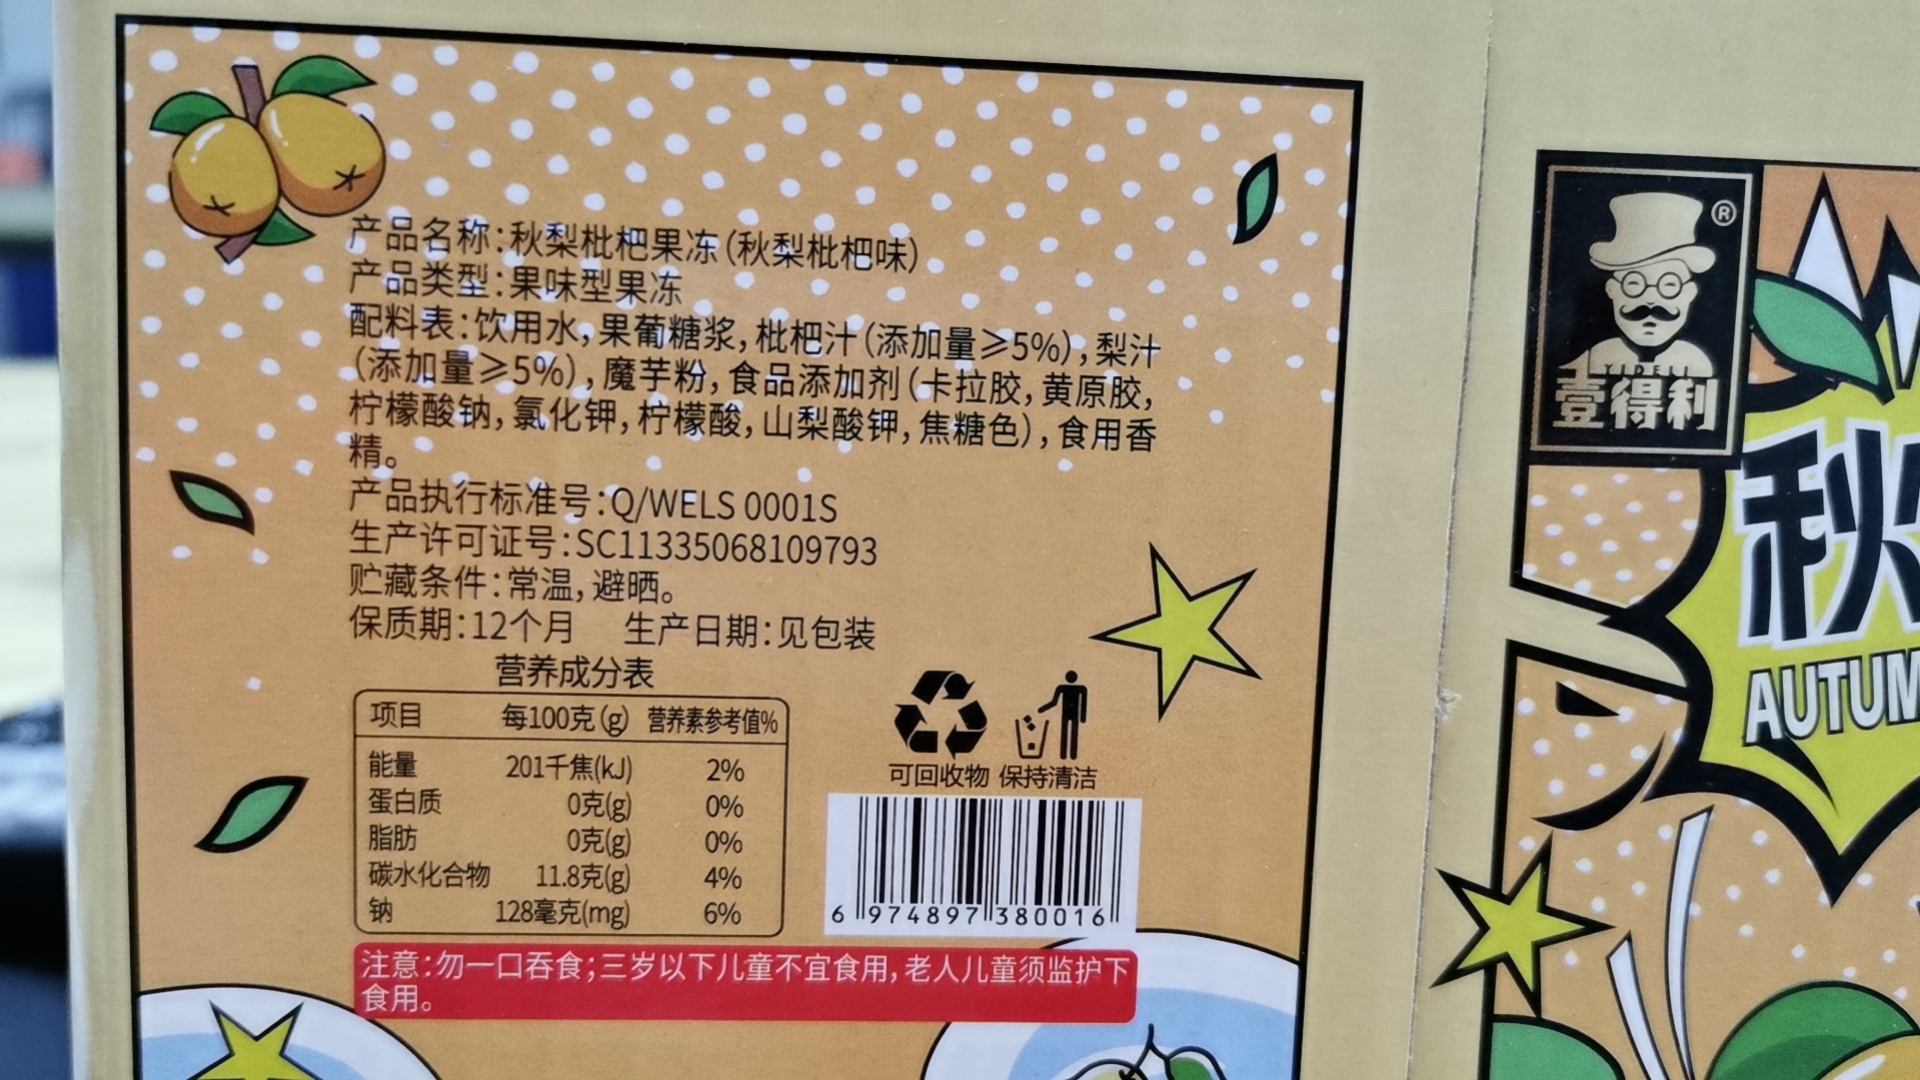 产品名称:秋梨枇杷果冻(秋梨枇杷味)
产品类型:果味型果冻
配料表:饮用水,果葡糖浆,枇杷汁(添加量≥5%),梨汁
(添加量≥5%),魔芋粉,食品添加剂(卡拉胶,黄原胶,
柠檬酸钠,氯化钾,柠檬酸,山梨酸钾,焦糖色),食用香
精。
产品执行标准号:Q/WELS 0001S
生产许可证号:SC11335068109793
贮藏条件:常温,避晒。
保质期:12个月 生产日期:见包装
营养成分表
项目 每100克(g) 营养素参考值%
能量 201千焦(kJ) 2%
蛋白质 0克(g) 0%
脂肪 0克(g) 0%
碳水化合物 11.8克(g) 4%
钠 128毫克(mg) 6%
可回收物 保持清洁
6 974897 380016
注意:勿一口吞食;三岁以下儿童不宜食用,老人儿童须监护下
食用。
®
YIDELI
壹得利
秋
AUTUM